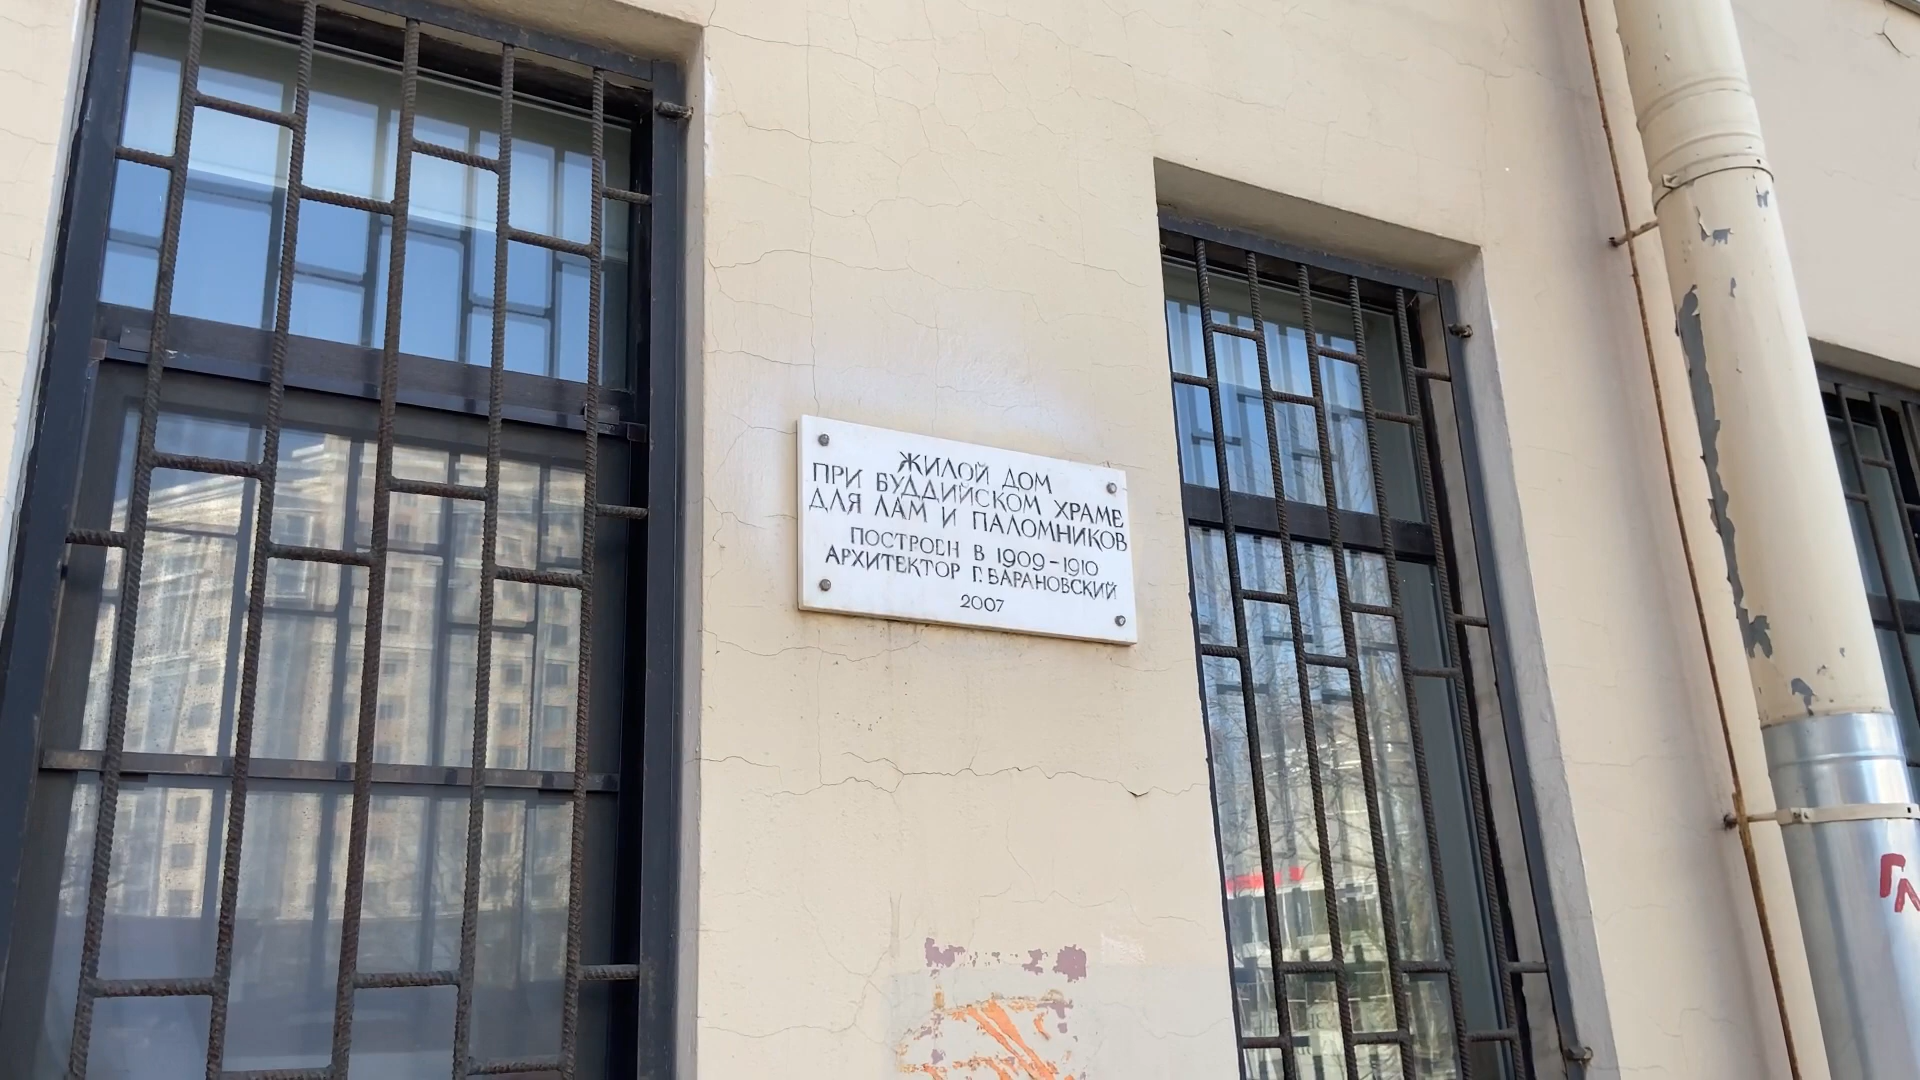 ЖИЛОЙ ДОМ
ПРИ БУДДИЙСКОМ ХРАМЕ
ДЛЯ ЛАМ И ПАЛОМНИКОВ
ПОСТРОЕН В 1909-1910
АРХИТЕКТОР Г. БАРАНОВСКИЙ
2007